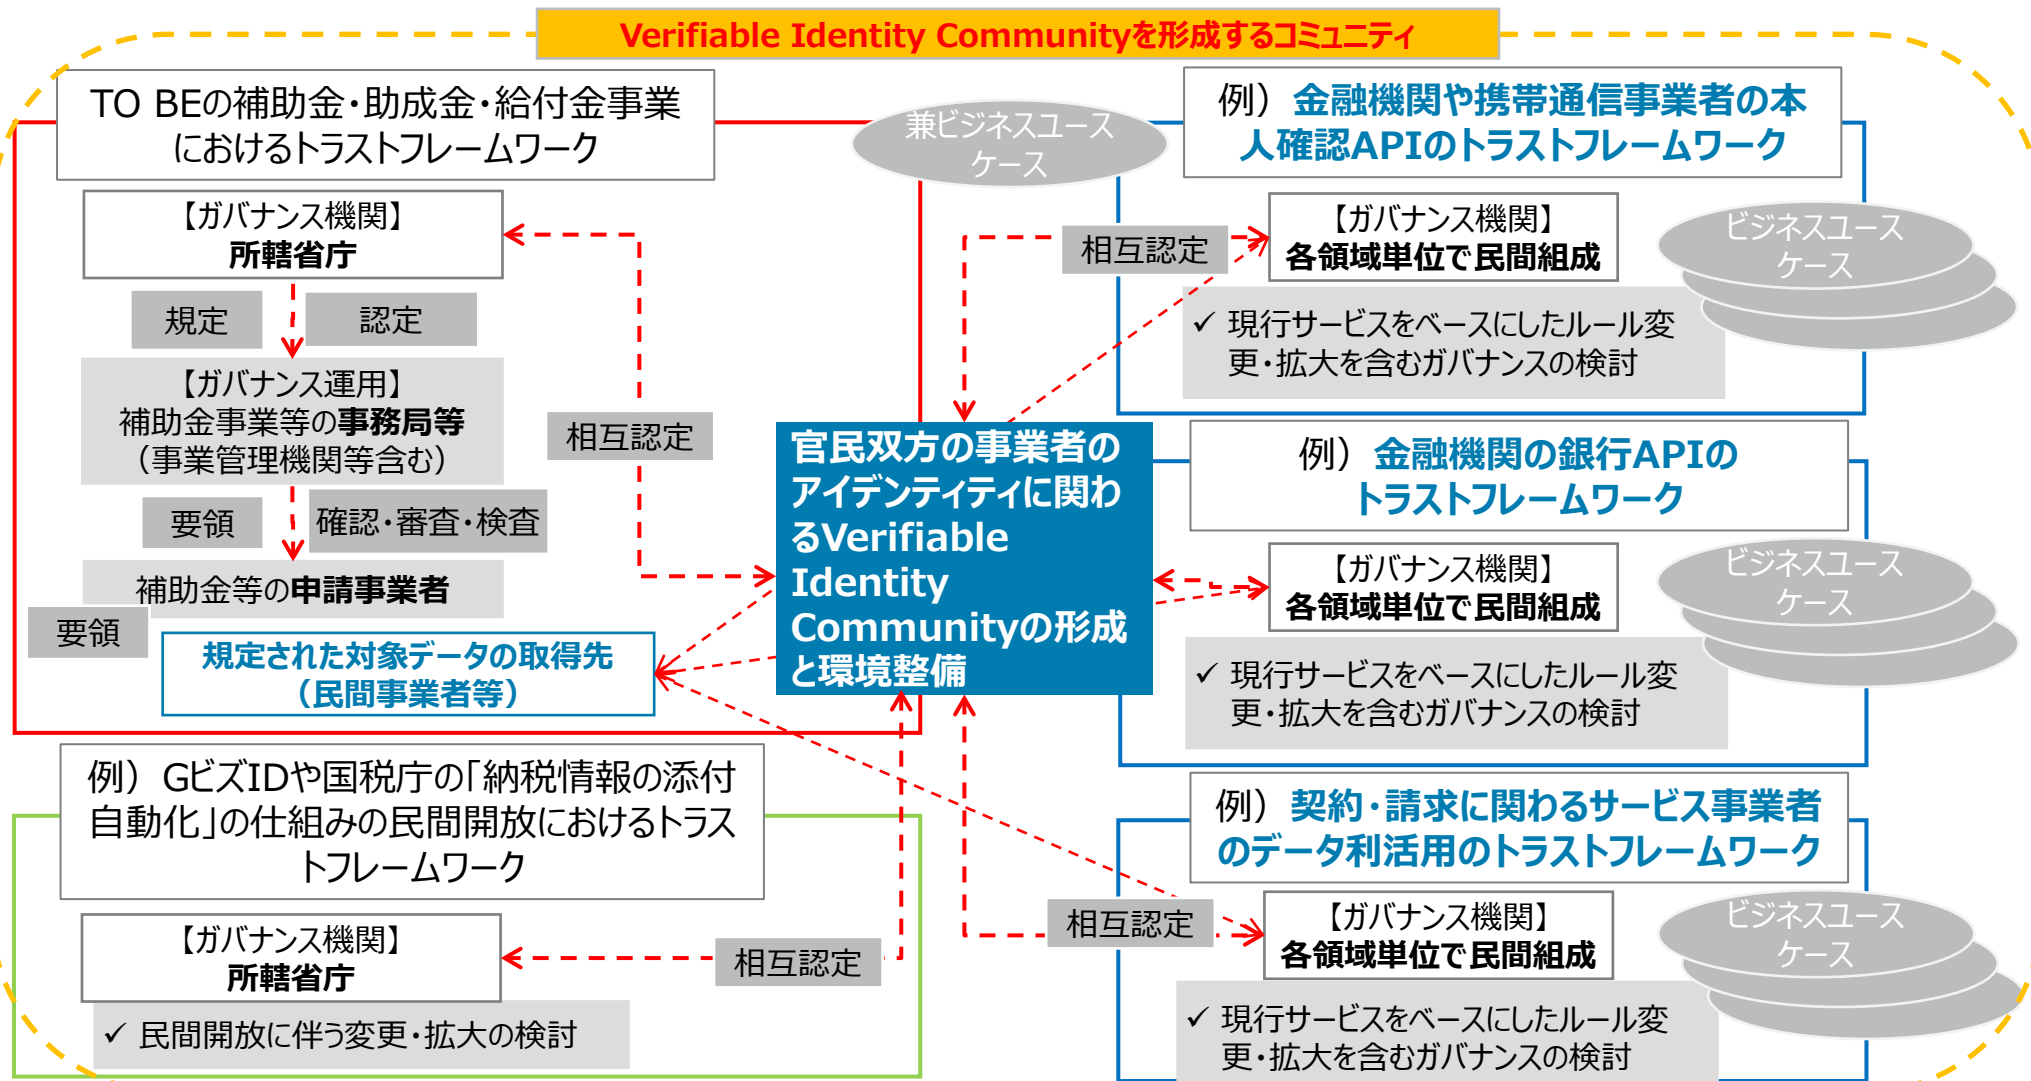 Verifiable Identity Communityを形成するコミュニティ
TO BEの補助金・助成金・給付金事業
におけるトラストフレームワーク
【ガバナンス機関】
所轄省庁
規定
認定
【ガバナンス運用】
補助金事業等の事務局等
（事業管理機関等含む）
要領
確認・審査・検査
補助金等の申請事業者
要領
規定された対象データの取得先
（民間事業者等）
相互認定
兼ビジネスユース
ケース
官民双方の事業者の
アイデンティティに関わ
るVerifiable
Identity
Communityの形成
と環境整備
例）金融機関や携帯通信事業者の本
人確認APIのトラストフレームワーク
相互認定
【ガバナンス機関】
各領域単位で民間組成
✓ 現行サービスをベースにしたルール変
更・拡大を含むガバナンスの検討
ビジネスユース
ケース
例）金融機関の銀行APIの
トラストフレームワーク
【ガバナンス機関】
各領域単位で民間組成
✓ 現行サービスをベースにしたルール変
更・拡大を含むガバナンスの検討
ビジネスユース
ケース
例）GビズIDや国税庁の「納税情報の添付
自動化」の仕組みの民間開放におけるトラス
トフレームワーク
【ガバナンス機関】
所轄省庁
✓ 民間開放に伴う変更・拡大の検討
相互認定
例）契約・請求に関わるサービス事業者
のデータ利活用のトラストフレームワーク
相互認定
【ガバナンス機関】
各領域単位で民間組成
✓ 現行サービスをベースにしたルール変
更・拡大を含むガバナンスの検討
ビジネスユース
ケース